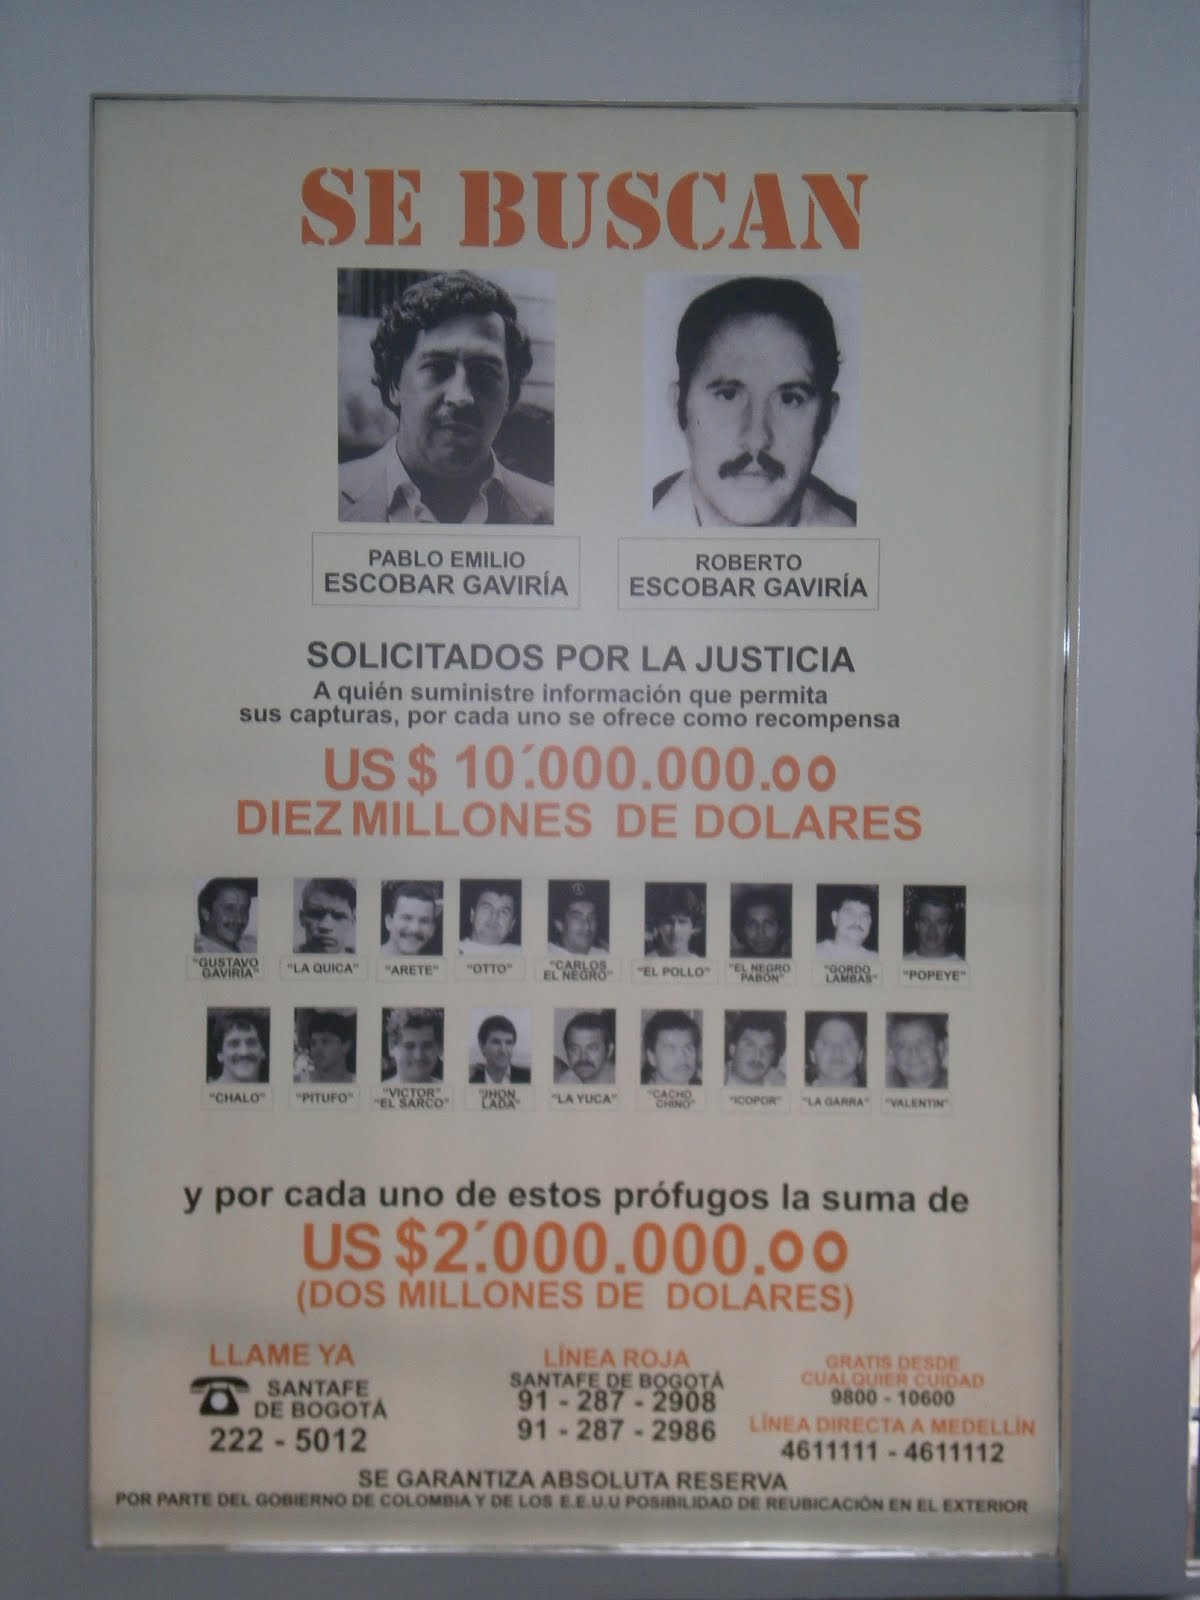 SE BUSCAN
PABLO EMILIO
ESCOBAR GAVIRÍA
ROBERTO
ESCOBAR GAVIRÍA
SOLICITADOS POR LA JUSTICIA
A quién suministre información que permita
sus capturas, por cada uno se ofrece como recompensa
US $ 10´.000.000.oo
DIEZ MILLONES DE DOLARES
"GUSTAVO
GAVIRIA"
"LA QUICA"
"ARETE"
"OTTO"
"CARLOS
EL NEGRO"
"EL POLLO"
"EL NEGRO
PABON"
"GORDO
LAMBAS"
"POPEYE"
"CHALO"
"PITUFO"
"VICTOR"
"EL SARCO"
"JHON
LADA"
"LA YUCA"
"CACHO
CHINO"
"ICOPOR"
"LA GARRA"
"VALENTIN"
y por cada uno de estos prófugos la suma de
US $2´.000.000.oo
(DOS MILLONES DE DOLARES)
LLAME YA
SANTAFE
DE BOGOTÁ
222 - 5012
LÍNEA ROJA
SANTAFE DE BOGOTÁ
91 - 287 - 2908
91 - 287 - 2986
GRATIS DESDE
CUALQUIER CUIDAD
9800 - 10600
LÍNEA DIRECTA A MEDELLÍN
4611111 - 4611112
SE GARANTIZA ABSOLUTA RESERVA
POR PARTE DEL GOBIERNO DE COLOMBIA Y DE LOS E.E.U.U POSIBILIDAD DE REUBICACIÓN EN EL EXTERIOR